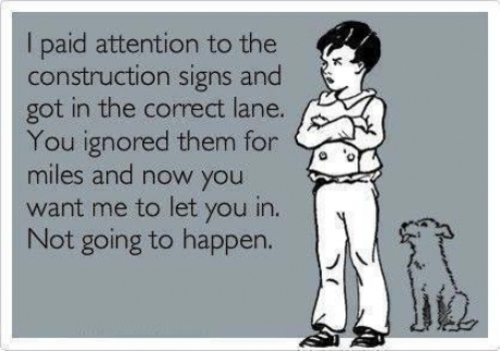 I paid attention to the
construction signs and
got in the correct lane.
You ignored them for
miles and now you
want me to let you in.
Not going to happen.